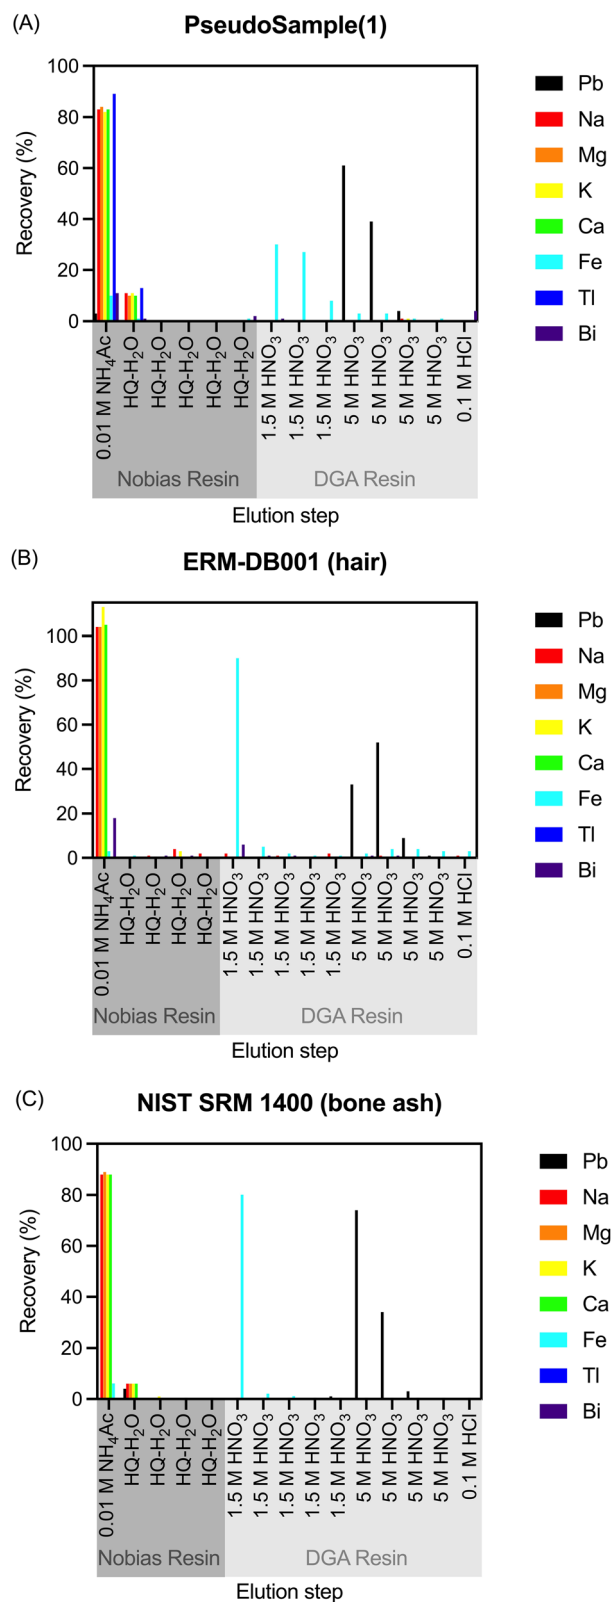 (A)
PseudoSample(1)
Recovery (%)
100
80
60
40
20
0
Pb
Na
Mg
K
Ca
Fe
Tl
Bi
0.01 M NH₄Ac
HQ-H₂O
HQ-H₂O
HQ-H₂O
HQ-H₂O
HQ-H₂O
1.5 M HNO₃
1.5 M HNO₃
1.5 M HNO₃
5 M HNO₃
5 M HNO₃
5 M HNO₃
5 M HNO₃
0.1 M HCl
Nobias Resin
DGA Resin
Elution step
(B)
ERM-DB001 (hair)
Recovery (%)
100
80
60
40
20
0
Pb
Na
Mg
K
Ca
Fe
Tl
Bi
0.01 M NH₄Ac
HQ-H₂O
HQ-H₂O
HQ-H₂O
HQ-H₂O
1.5 M HNO₃
1.5 M HNO₃
1.5 M HNO₃
1.5 M HNO₃
1.5 M HNO₃
5 M HNO₃
5 M HNO₃
5 M HNO₃
5 M HNO₃
0.1 M HCl
Nobias Resin
DGA Resin
Elution step
(C)
NIST SRM 1400 (bone ash)
Recovery (%)
100
80
60
40
20
0
Pb
Na
Mg
K
Ca
Fe
Tl
Bi
0.01 M NH₄Ac
HQ-H₂O
HQ-H₂O
HQ-H₂O
HQ-H₂O
1.5 M HNO₃
1.5 M HNO₃
1.5 M HNO₃
1.5 M HNO₃
1.5 M HNO₃
5 M HNO₃
5 M HNO₃
5 M HNO₃
5 M HNO₃
0.1 M HCl
Nobias Resin
DGA Resin
Elution step